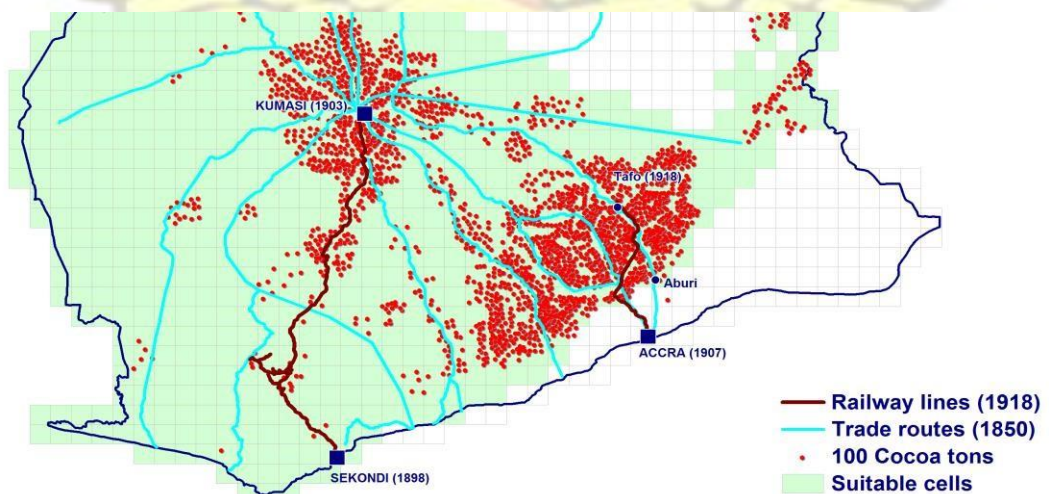 KUMASI (1903)
Tafo (1918)
Aburi
ACCRA (1907)
SEKONDI (1898)
Railway lines (1918)
Trade routes (1850)
100 Cocoa tons
Suitable cells